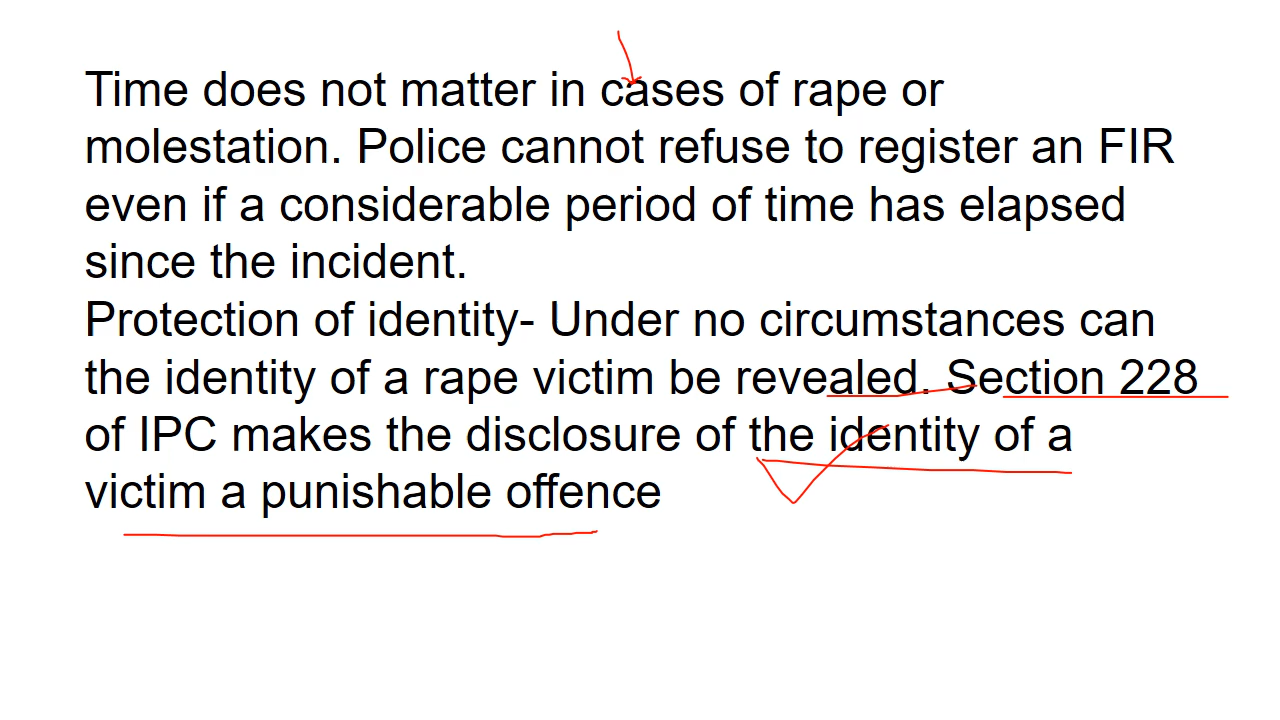 Time does not matter in cases of rape or
molestation. Police cannot refuse to register an FIR
even if a considerable period of time has elapsed
since the incident.
Protection of identity- Under no circumstances can
the identity of a rape victim be revealed. Section 228
of IPC makes the disclosure of the identity of a
victim a punishable offence